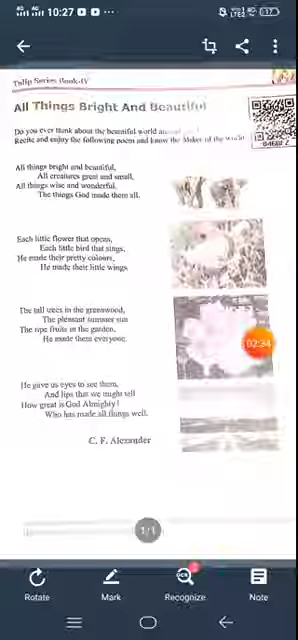 10:27
Tulip Series Book-IV
All Things Bright And Beautiful
Do you ever think about the beautiful world
Recite and enjoy the following poem and know the Maker of the world.
All things bright and beautiful,
All creatures great and small,
All things wise and wonderful,
The things God made them all.
Each little flower that opens,
Each little bird that sings,
He made their pretty colours,
He made their little wings
The tall trees in the greenwood,
The pleasant summer sun
The ripe fruits in the garden,
He made them everyone.
02:34
He gave us eyes to see them,
And lips that we might tell
How great is God Almighty!
Who has made all things well.
C. F. Alexander
1/1
OCR
Rotate
Mark
Recognize
Note